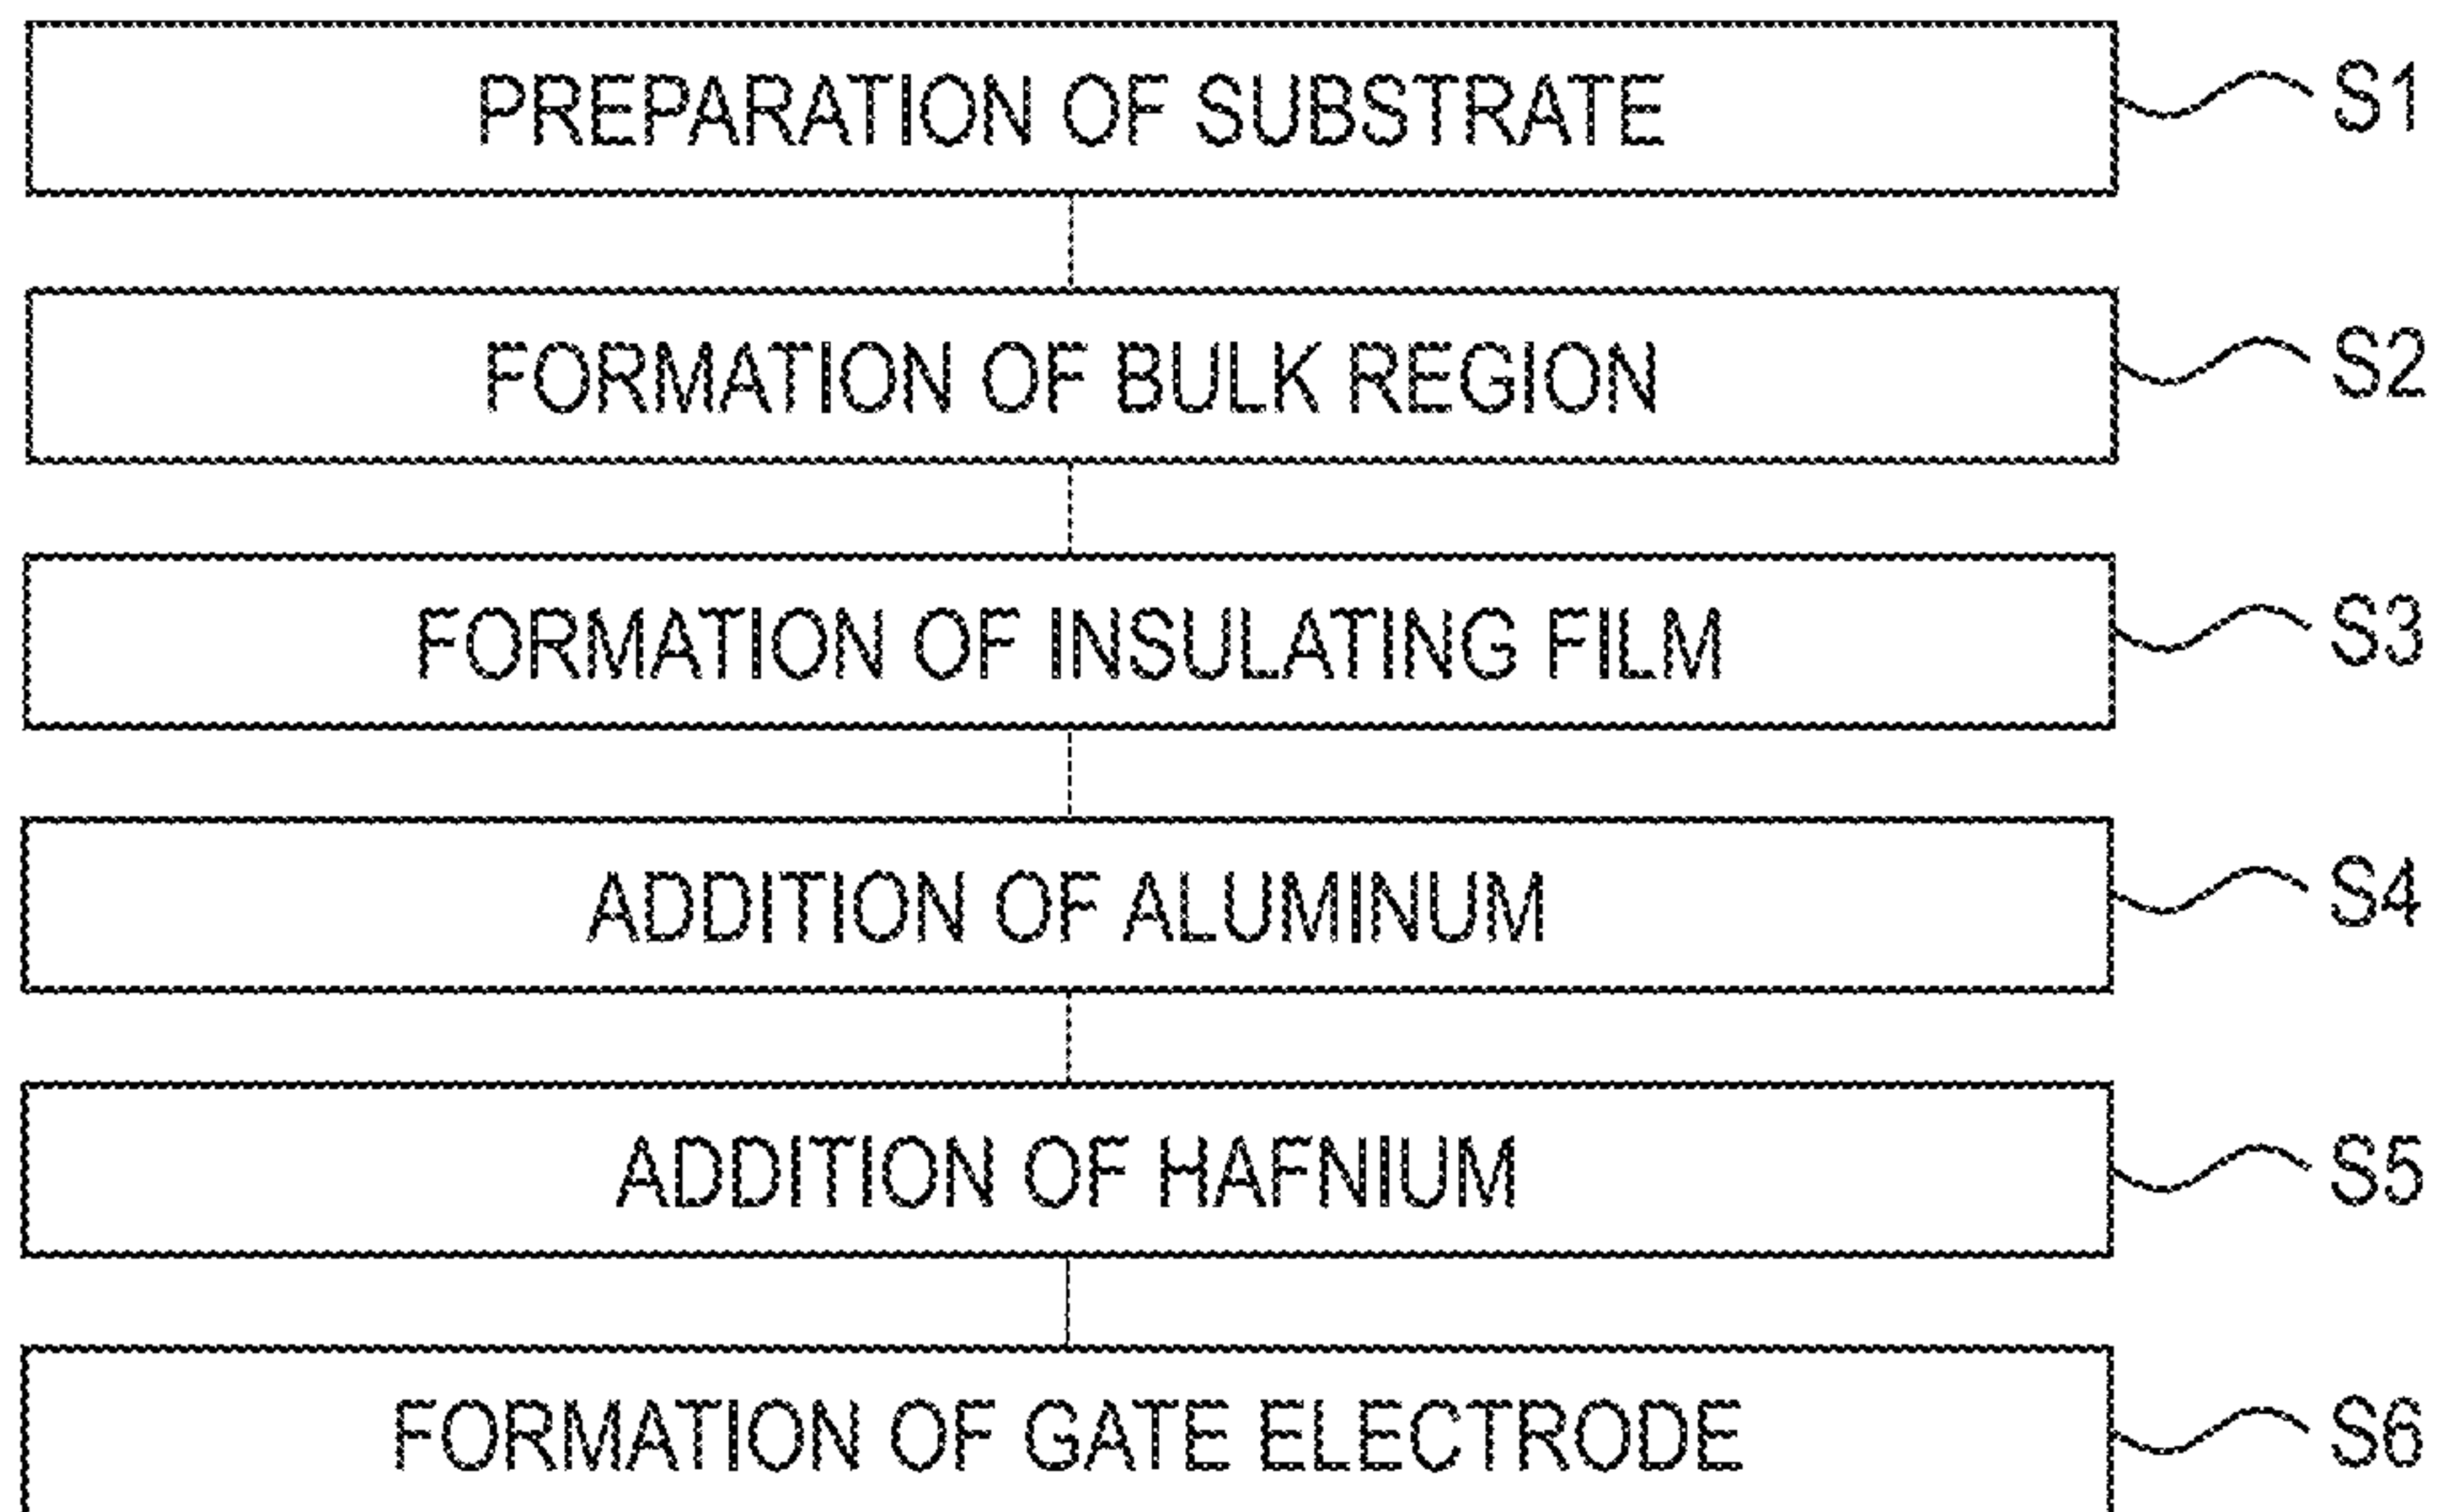 PREPARATION OF SUBSTRATE S1
FORMATION OF BULK REGION S2
FORMATION OF INSULATING FILM S3
ADDITION OF ALUMINUM S4
ADDITION OF HAFNIUM S5
FORMATION OF GATE ELECTRODE S6